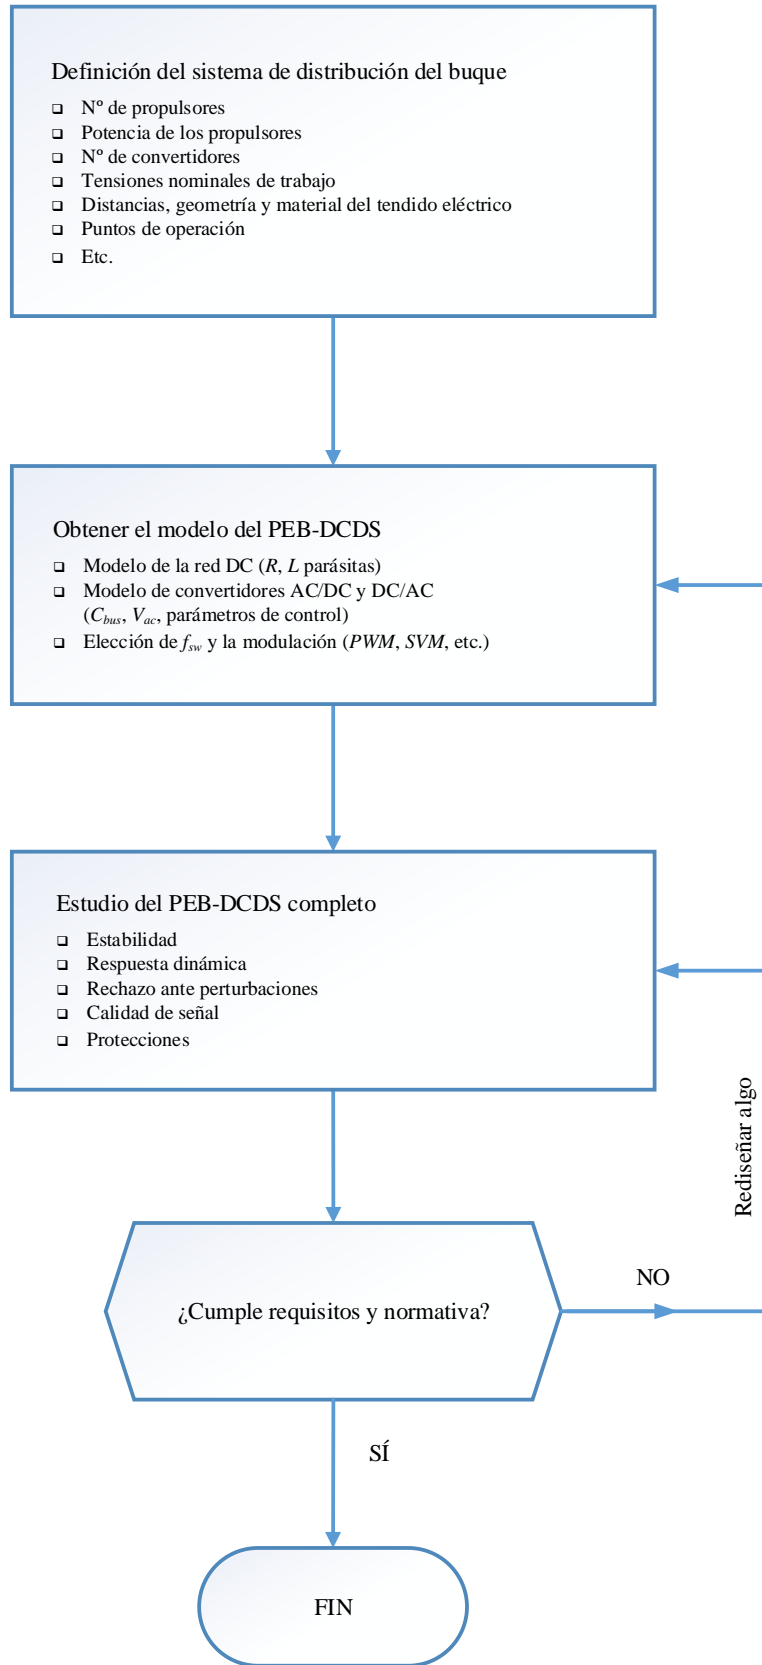 Definición del sistema de distribución del buque
❑ Nº de propulsores
❑ Potencia de los propulsores
❑ Nº de convertidores
❑ Tensiones nominales de trabajo
❑ Distancias, geometría y material del tendido eléctrico
❑ Puntos de operación
❑ Etc.
Obtener el modelo del PEB-DCDS
❑ Modelo de la red DC (R, L parásitas)
❑ Modelo de convertidores AC/DC y DC/AC
(Cbus, Vac, parámetros de control)
❑ Elección de fsw y la modulación (PWM, SVM, etc.)
Estudio del PEB-DCDS completo
❑ Estabilidad
❑ Respuesta dinámica
❑ Rechazo ante perturbaciones
❑ Calidad de señal
❑ Protecciones
Rediseñar algo
¿Cumple requisitos y normativa?
NO
SÍ
FIN